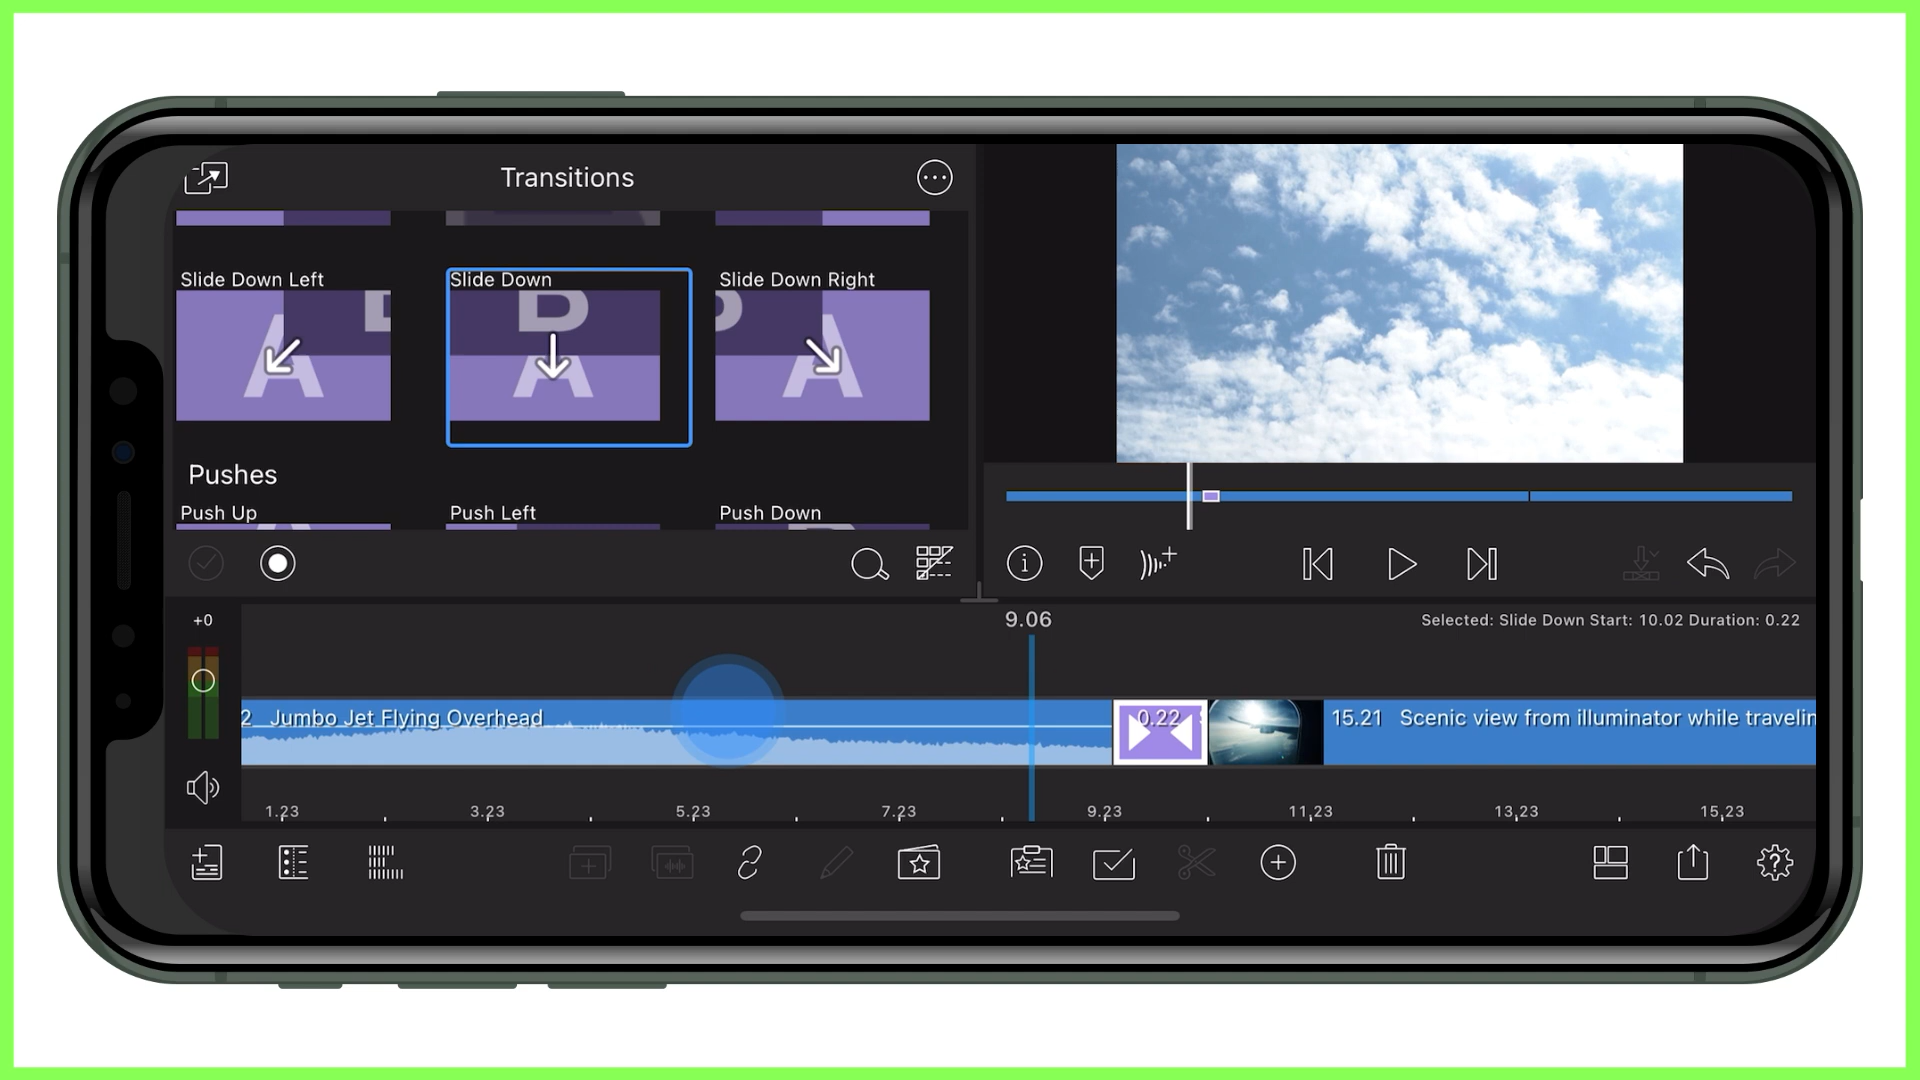 Transitions
Slide Down Left
Slide Down
Slide Down Right
B
A
B
A
A
Pushes
Push Up
Push Left
Push Down
+0
9.06
Selected: Slide Down Start: 10.02 Duration: 0.22
2 Jumbo Jet Flying Overhead
0.22
15.21 Scenic view from illuminator while travelin
1.23
3.23
5.23
7.23
9.23
11.23
13.23
15.23